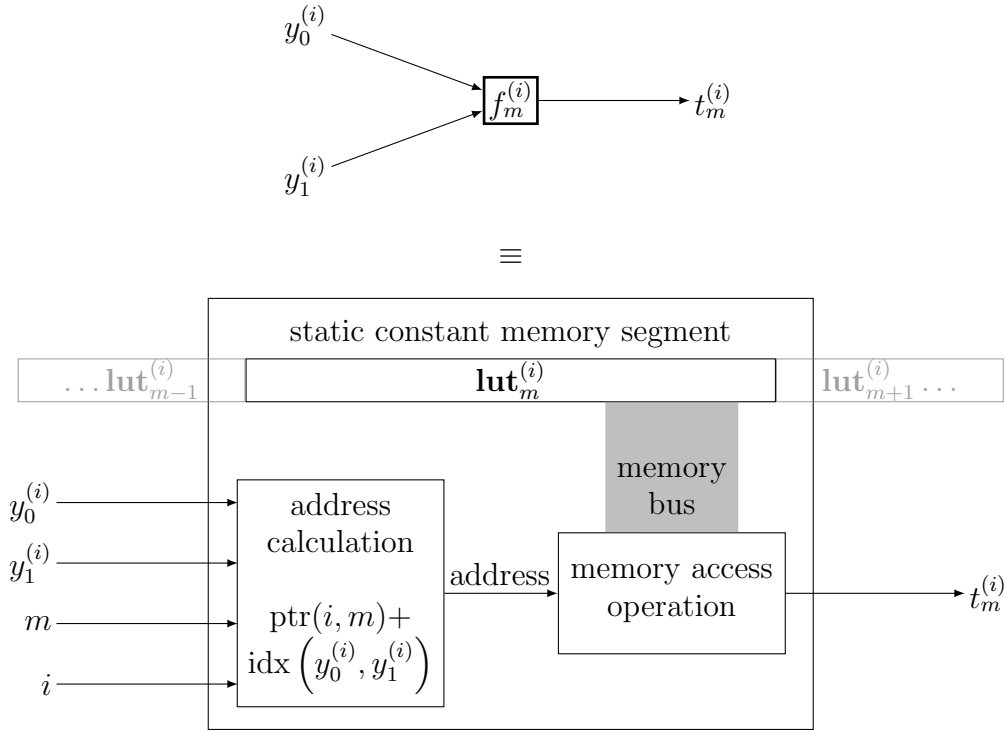 y_0^{(i)}
f_m^{(i)}
t_m^{(i)}
y_1^{(i)}
≡
static constant memory segment
… lut_{m−1}^{(i)}
lut_m^{(i)}
lut_{m+1}^{(i)} …
memory
bus
y_0^{(i)}
y_1^{(i)}
m
i
address
calculation
ptr(i, m)+
idx (y_0^{(i)}, y_1^{(i)})
address
memory access
operation
t_m^{(i)}